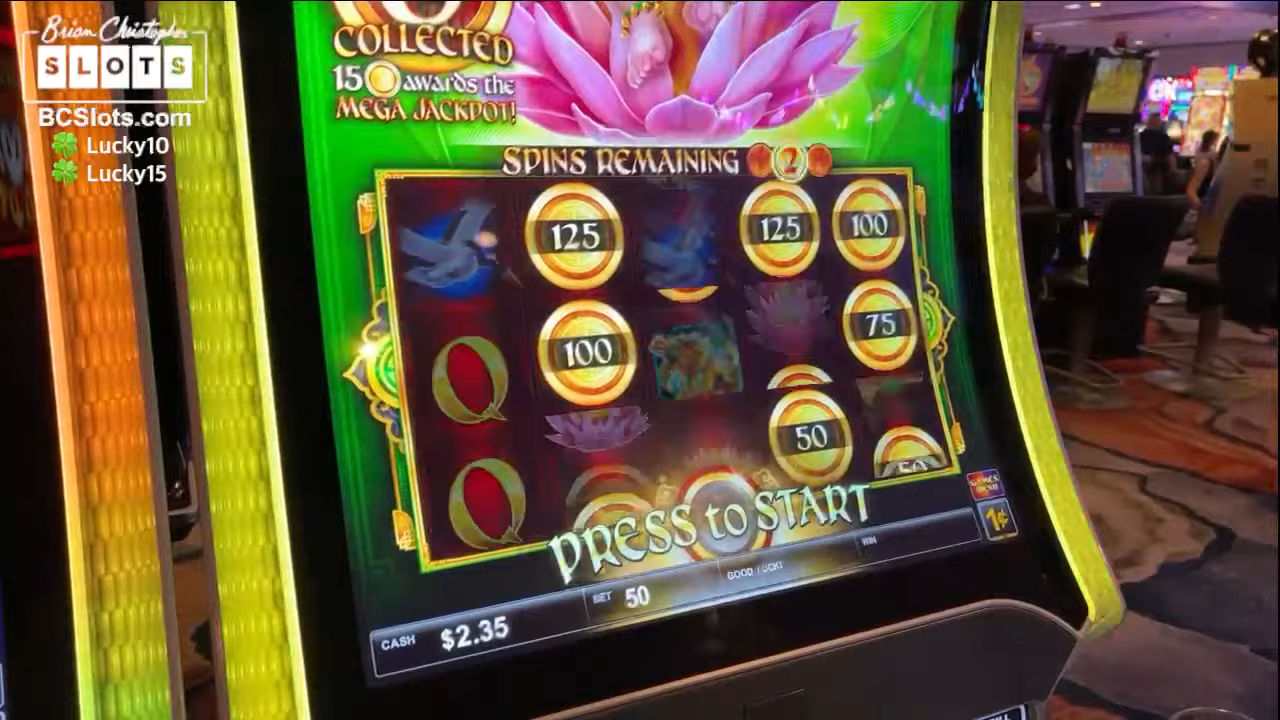 Brian Christopher
SLOTS
BCSlots.com
Lucky10
Lucky15
COLLECTED
15 awards the
MEGA JACKPOT!
SPINS REMAINING 2
125
125
100
100
75
50
50
Q
Q
PRESS to START
CASH $2.35
BET 50
GOOD LUCK!
WIN
1¢